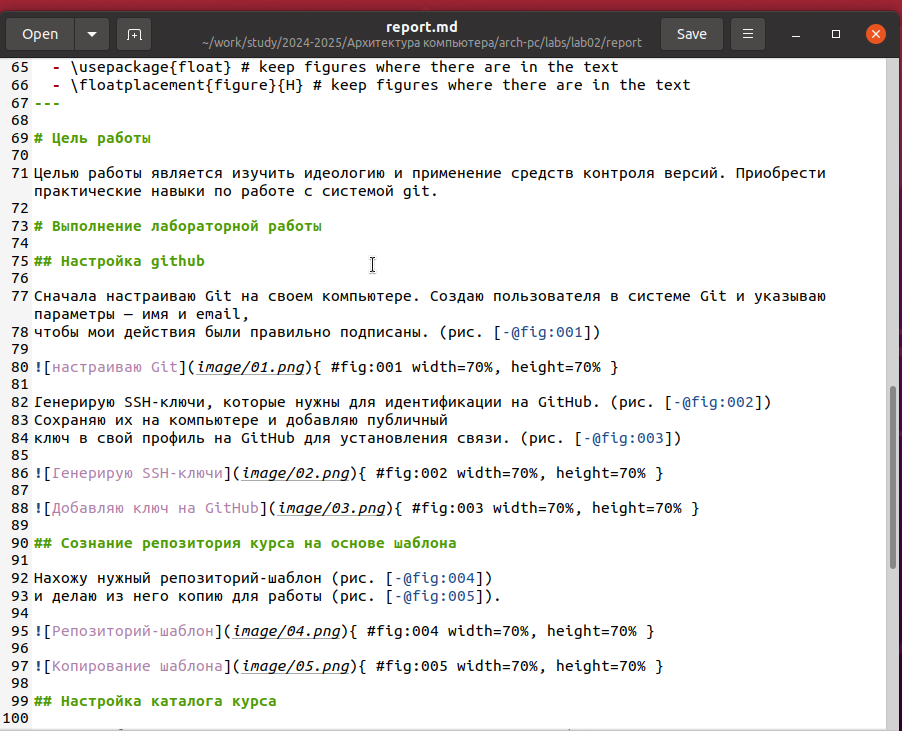 Open
report.md
~/work/study/2024-2025/Архитектура компьютера/arch-pc/labs/lab02/report
Save
65 - \usepackage{float} # keep figures where there are in the text
66 - \floatplacement{figure}{H} # keep figures where there are in the text
67 ---
68
69 # Цель работы
70
71 Целью работы является изучить идеологию и применение средств контроля версий. Приобрести
практические навыки по работе с системой git.
72
73 # Выполнение лабораторной работы
74
75 ## Настройка github
76
77 Сначала настраиваю Git на своем компьютере. Создаю пользователя в системе Git и указываю
параметры — имя и email,
78 чтобы мои действия были правильно подписаны. (рис. [-@fig:001])
79
80 ![настраиваю Git](image/01.png){ #fig:001 width=70%, height=70% }
81
82 Генерирую SSH-ключи, которые нужны для идентификации на GitHub. (рис. [-@fig:002])
83 Сохраняю их на компьютере и добавляю публичный
84 ключ в свой профиль на GitHub для установления связи. (рис. [-@fig:003])
85
86 ![Генерирую SSH-ключи](image/02.png){ #fig:002 width=70%, height=70% }
87
88 ![Добавляю ключ на GitHub](image/03.png){ #fig:003 width=70%, height=70% }
89
90 ## Сознание репозитория курса на основе шаблона
91
92 Нахожу нужный репозиторий-шаблон (рис. [-@fig:004])
93 и делаю из него копию для работы (рис. [-@fig:005]).
94
95 ![Репозиторий-шаблон](image/04.png){ #fig:004 width=70%, height=70% }
96
97 ![Копирование шаблона](image/05.png){ #fig:005 width=70%, height=70% }
98
99 ## Настройка каталога курса
100